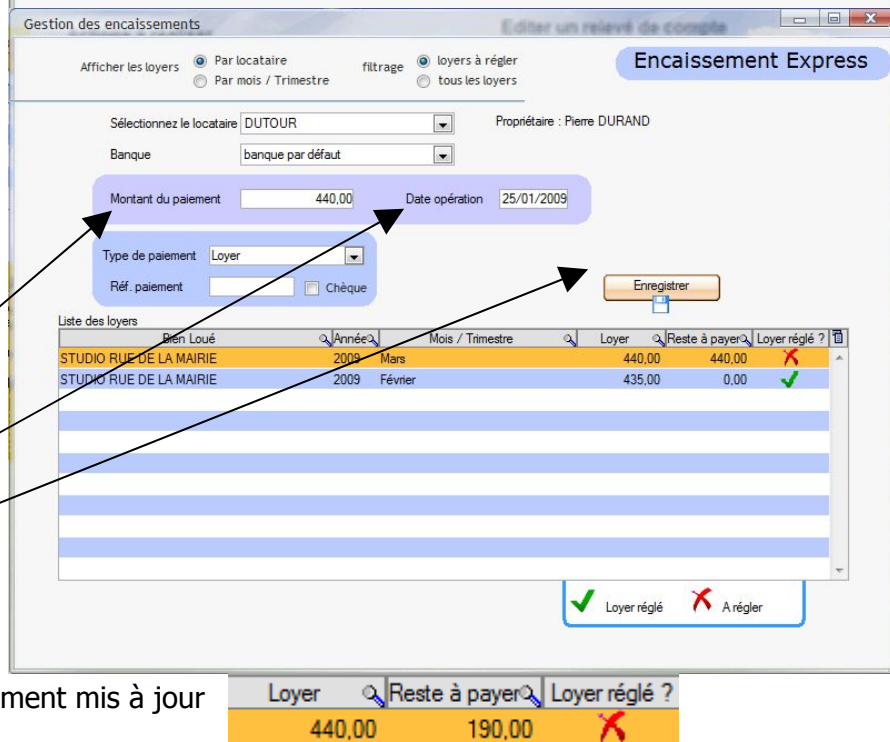 Gestion des encaissements
Editer un relevé de compte
Afficher les loyers Par locataire filtrage loyers à régler Encaissement Express
Par mois / Trimestre tous les loyers
Sélectionnez le locataire DUTOUR Propriétaire : Pierre DURAND
Banque banque par défaut
Montant du paiement 440,00 Date opération 25/01/2009
Type de paiement Loyer
Réf. paiement Chèque Enregistrer
Liste des loyers
Bien Loué Année Mois / Trimestre Loyer Reste à payer Loyer réglé ?
STUDIO RUE DE LA MAIRIE 2009 Mars 440,00 440,00
STUDIO RUE DE LA MAIRIE 2009 Février 435,00 0,00
Loyer réglé A régler
ment mis à jour Loyer Reste à payer Loyer réglé ?
440,00 190,00